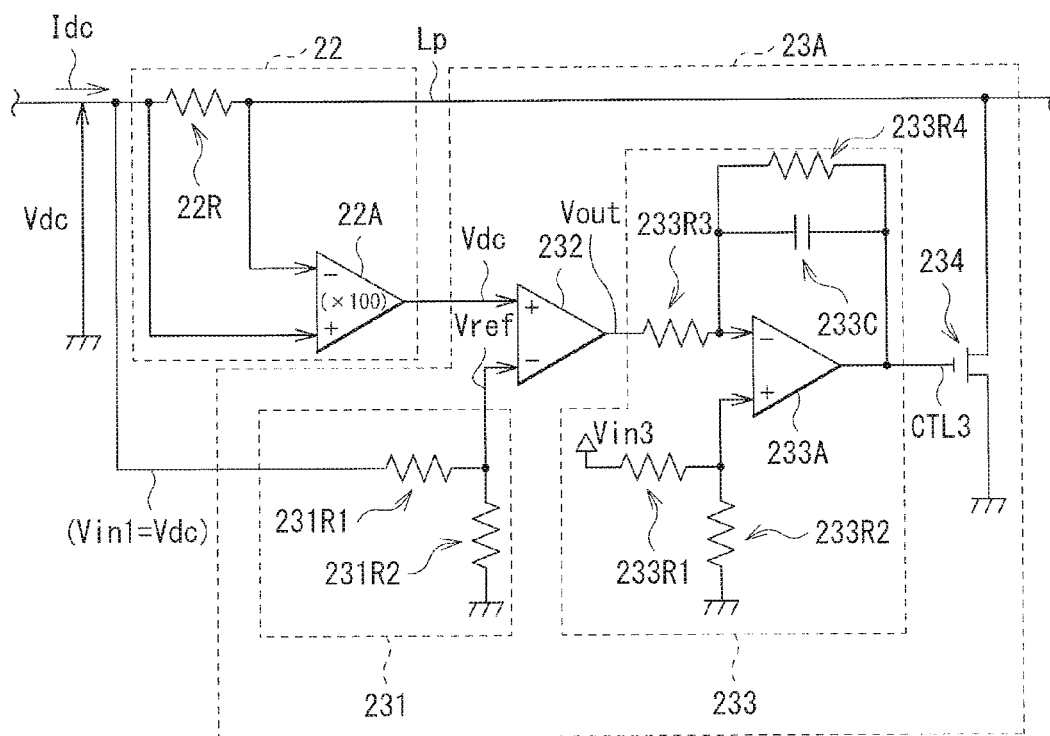 Idc
22
Lp
23A
22R
233R4
Vdc
22A
Vout
233R3
Vdc
232
234
−
(×100)
+
Vref
+
−
233C
−
+
Vin3
233A
CTL3
231R1
(Vin1=Vdc)
231R2
233R1
233R2
231
233